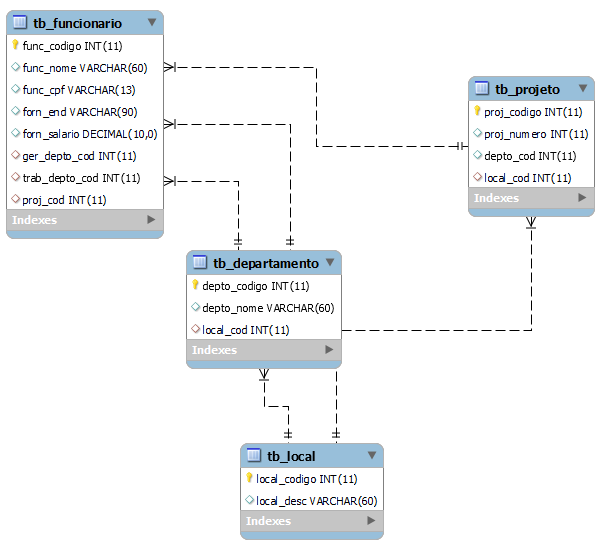 tb_funcionario
func_codigo INT(11)
func_nome VARCHAR(60)
func_cpf VARCHAR(13)
forn_end VARCHAR(90)
forn_salario DECIMAL(10,0)
ger_depto_cod INT(11)
trab_depto_cod INT(11)
proj_cod INT(11)
Indexes
tb_projeto
proj_codigo INT(11)
proj_numero INT(11)
depto_cod INT(11)
local_cod INT(11)
Indexes
tb_departamento
depto_codigo INT(11)
depto_nome VARCHAR(60)
local_cod INT(11)
Indexes
tb_local
local_codigo INT(11)
local_desc VARCHAR(60)
Indexes